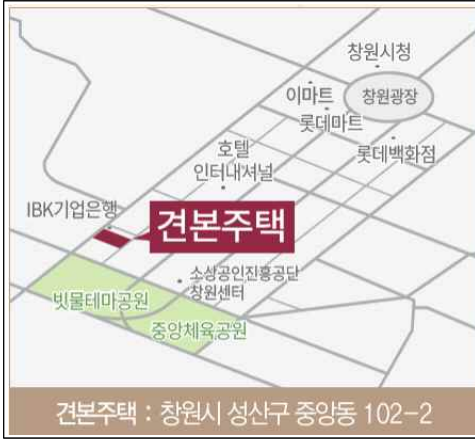 창원시청
이마트
창원광장
롯데마트
호텔
인터내셔널
롯데백화점
IBK기업은행
견본주택
소상공인진흥공단
창원센터
빗물테마공원
중앙체육공원
견본주택 : 창원시 성산구 중앙동 102-2